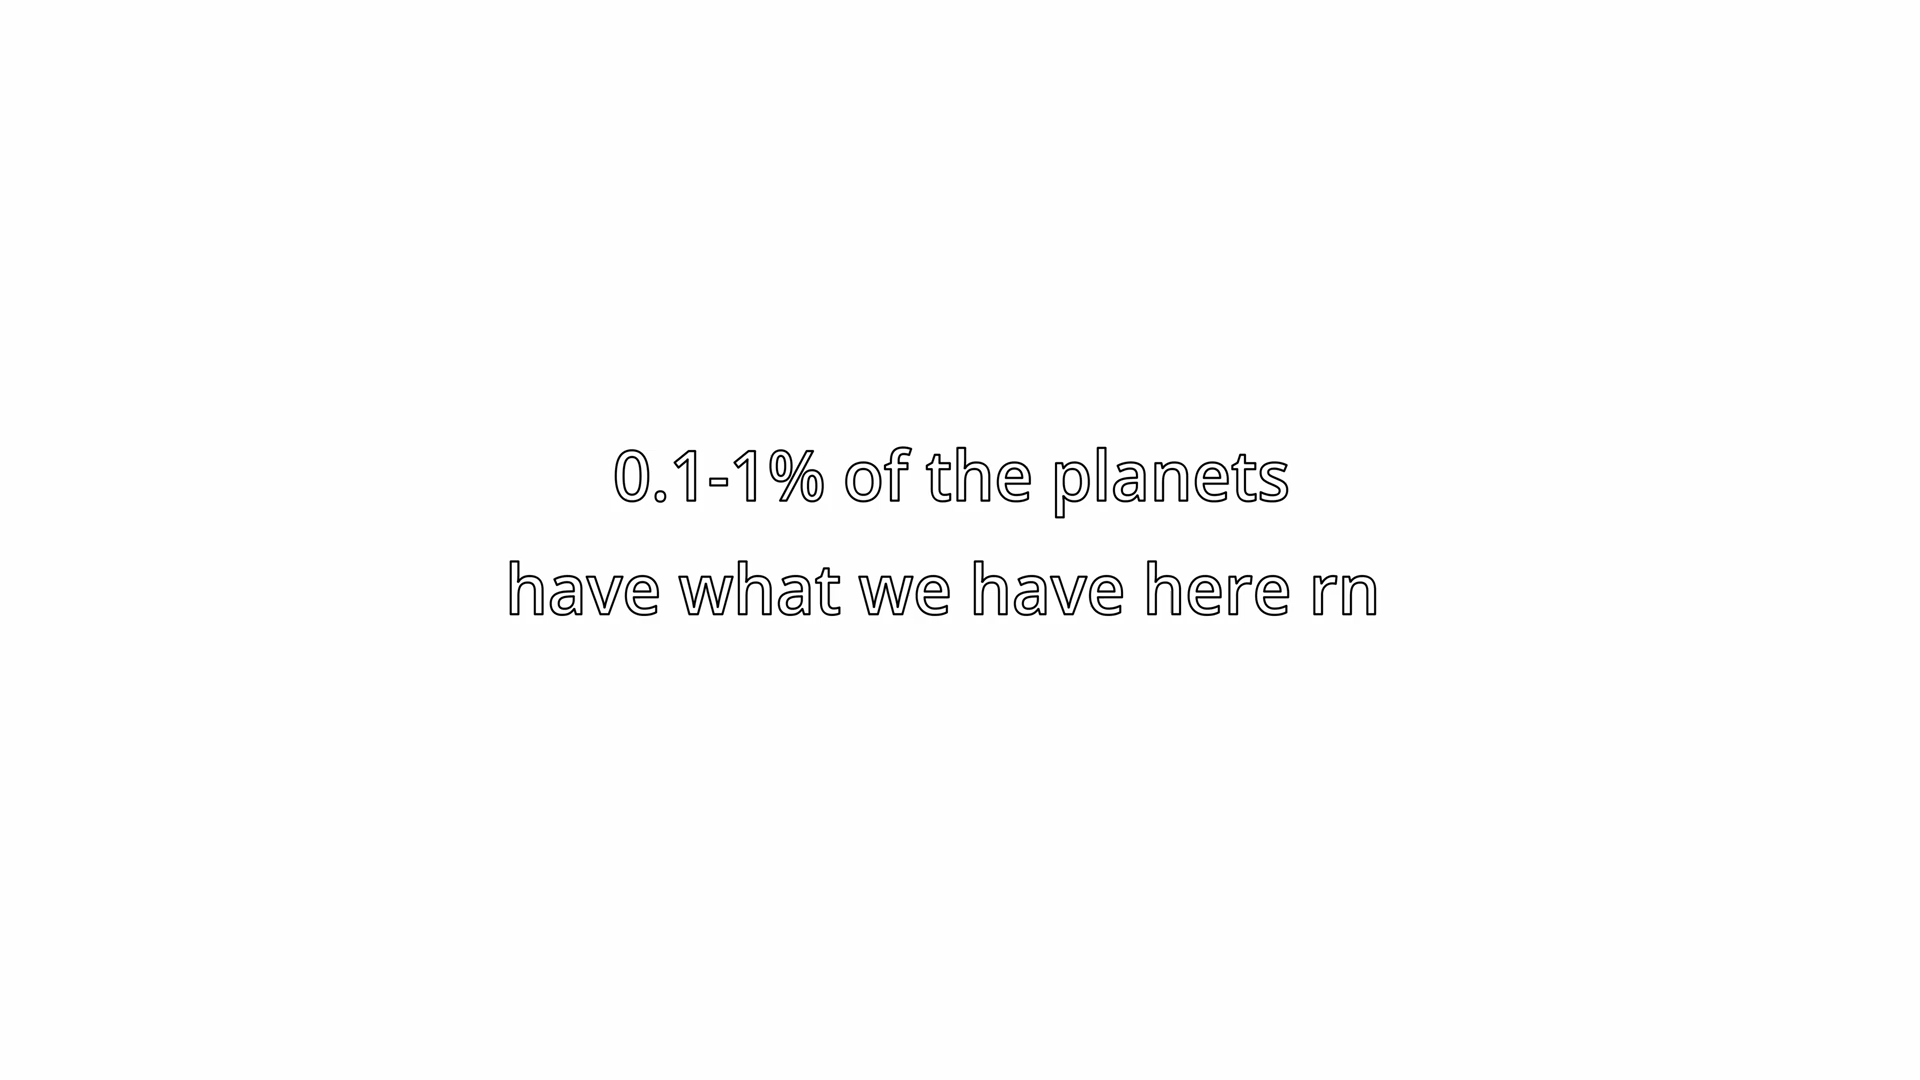 0.1-1% of the planets
have what we have here rn